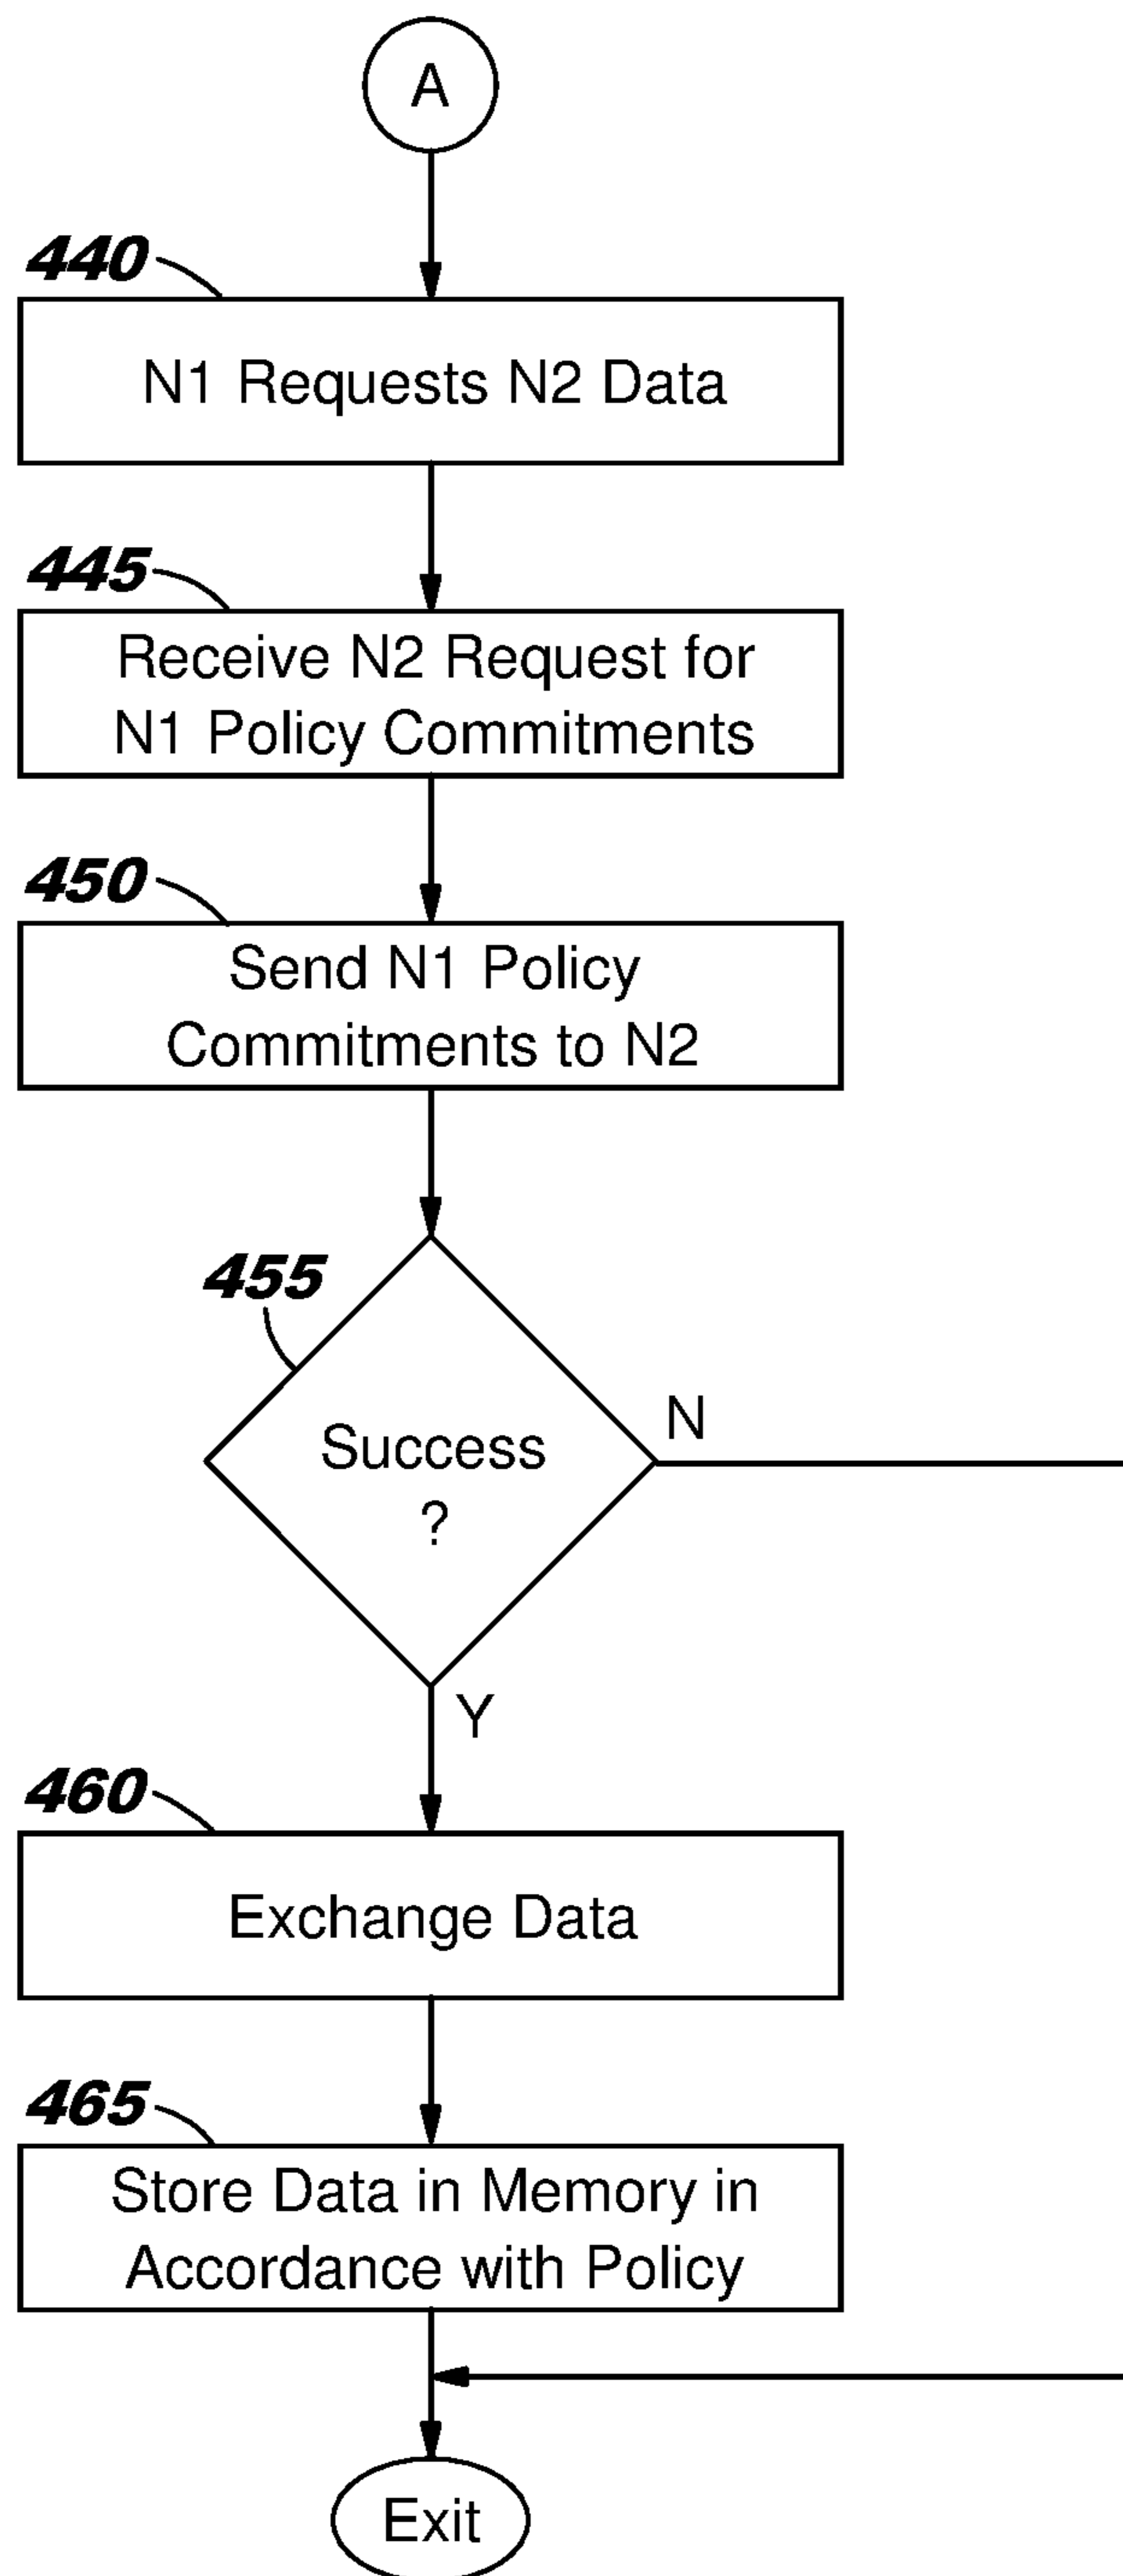 A
440
N1 Requests N2 Data
445
Receive N2 Request for
N1 Policy Commitments
450
Send N1 Policy
Commitments to N2
455
Success
?
N
Y
460
Exchange Data
465
Store Data in Memory in
Accordance with Policy
Exit